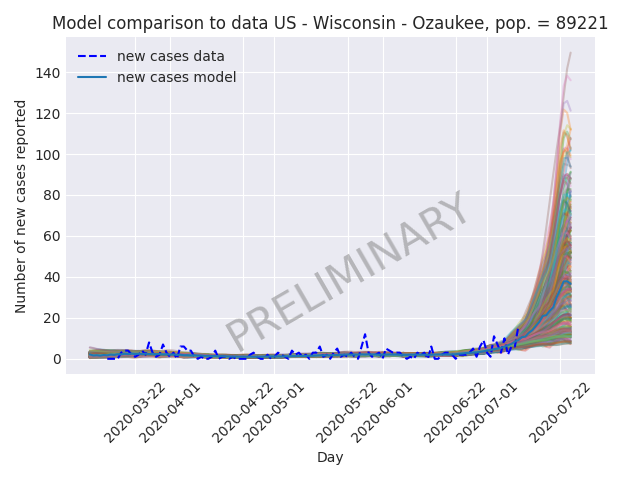 Model comparison to data US - Wisconsin - Ozaukee, pop. = 89221
new cases data
new cases model
Number of new cases reported
140
120
100
80
60
40
20
0
PRELIMINARY
2020-03-22
2020-04-01
2020-04-22
2020-05-01
2020-05-22
2020-06-01
2020-06-22
2020-07-01
2020-07-22
Day